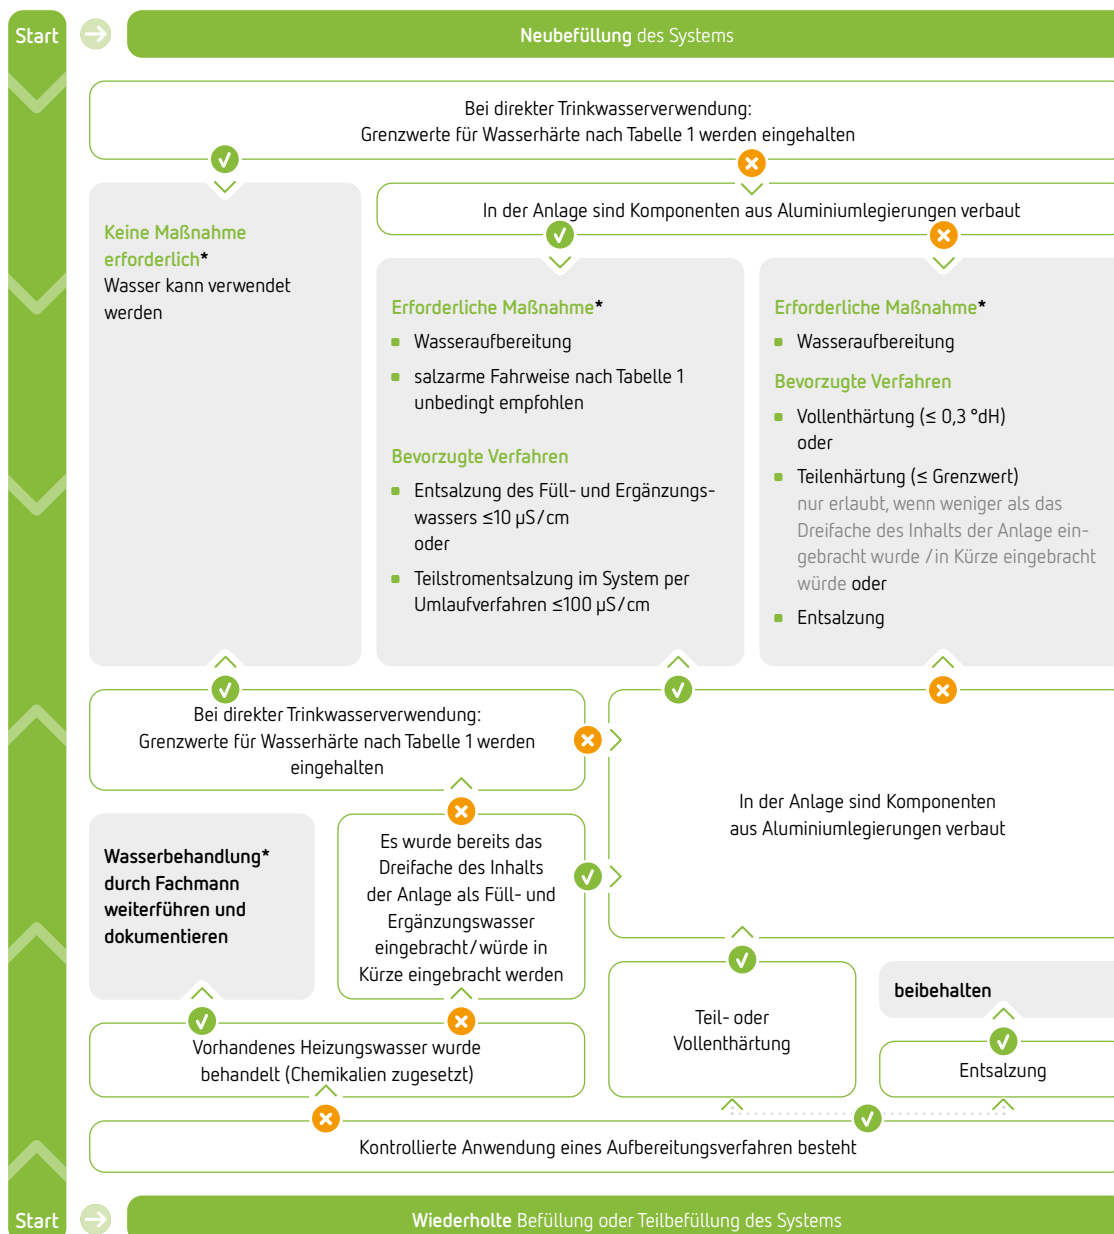 Start
Neubefüllung des Systems
Bei direkter Trinkwasserverwendung:
Grenzwerte für Wasserhärte nach Tabelle 1 werden eingehalten
Keine Maßnahme
erforderlich*
Wasser kann verwendet
werden
In der Anlage sind Komponenten aus Aluminiumlegierungen verbaut
Erforderliche Maßnahme*
Wasseraufbereitung
salzarme Fahrweise nach Tabelle 1
unbedingt empfohlen
Bevorzugte Verfahren
Entsalzung des Füll- und Ergänzungs-
wassers ≤10 µS/cm
oder
Teilstromentsalzung im System per
Umlaufverfahren ≤100 µS/cm
Erforderliche Maßnahme*
Wasseraufbereitung
Bevorzugte Verfahren
Vollenthärtung (≤ 0,3 °dH)
oder
Teilenhärtung (≤ Grenzwert)
nur erlaubt, wenn weniger als das
Dreifache des Inhalts der Anlage ein-
gebracht wurde /in Kürze eingebracht
würde oder
Entsalzung
Bei direkter Trinkwasserverwendung:
Grenzwerte für Wasserhärte nach Tabelle 1 werden
eingehalten
In der Anlage sind Komponenten
aus Aluminiumlegierungen verbaut
Wasserbehandlung*
durch Fachmann
weiterführen und
dokumentieren
Es wurde bereits das
Dreifache des Inhalts
der Anlage als Füll- und
Ergänzungswasser
eingebracht/würde in
Kürze eingebracht werden
Teil- oder
Vollenthärtung
beibehalten
Entsalzung
Vorhandenes Heizungswasser wurde
behandelt (Chemikalien zugesetzt)
Kontrollierte Anwendung eines Aufbereitungsverfahren besteht
Start
Wiederholte Befüllung oder Teilbefüllung des Systems